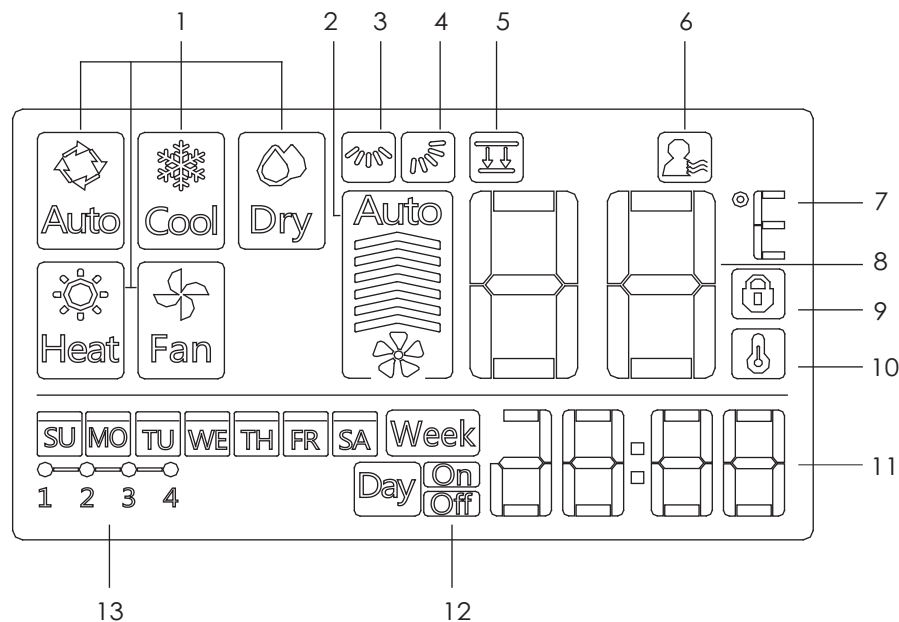 1 2 3 4 5 6
Auto Cool Dry Auto
7
8
Heat Fan
9
10
SU MO TU WE TH FR SA Week
11
Day On
Off
1 2 3 4
13 12